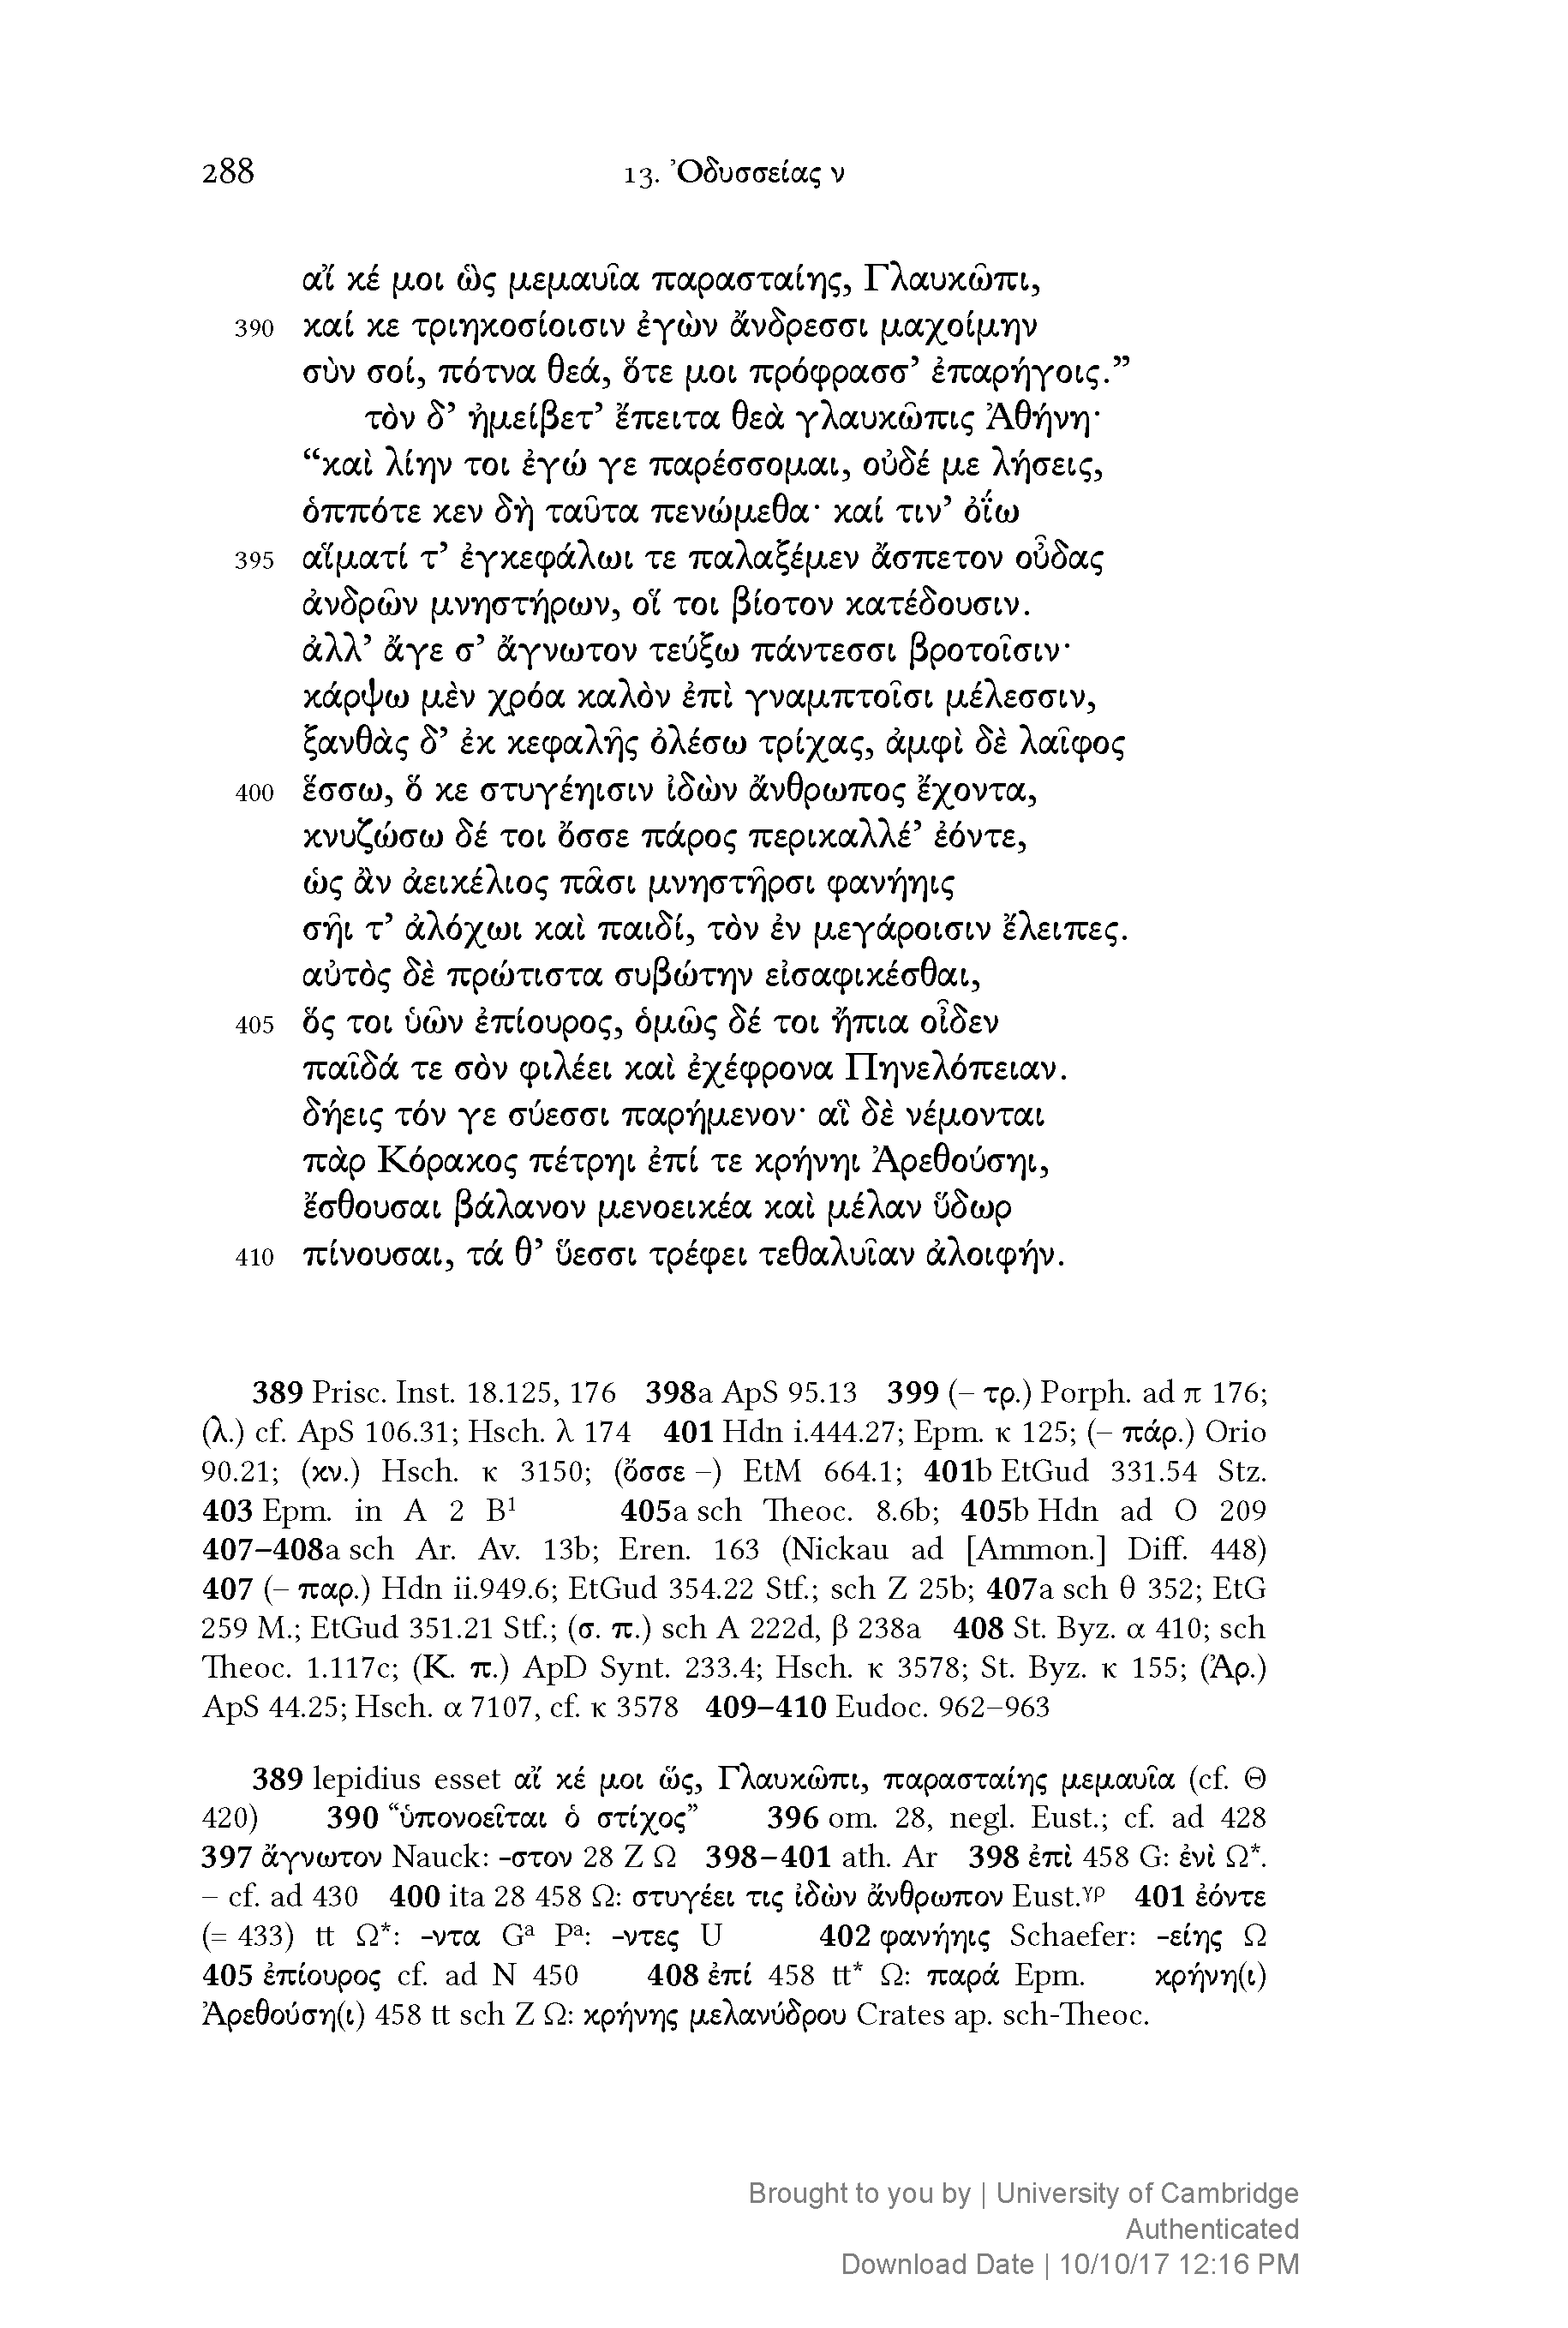 288 13. Ὀδυσσείας ν
αἴ κέ μοι ὣς μεμαυῖα παρασταίης, Γλαυκῶπι,
390 καί κε τριηκοσίοισιν ἐγὼν ἄνδρεσσι μαχοίμην
σὺν σοί, πότνα θεά, ὅτε μοι πρόφρασσ’ ἐπαρήγοις.”
τὸν δ’ ἠμείβετ’ ἔπειτα θεὰ γλαυκῶπις Ἀθήνη·
“καὶ λίην τοι ἐγώ γε παρέσσομαι, οὐδέ με λήσεις,
ὁππότε κεν δὴ ταῦτα πενώμεθα· καί τιν’ ὀΐω
395 αἵματί τ’ ἐγκεφάλωι τε παλαξέμεν ἄσπετον οὖδας
ἀνδρῶν μνηστήρων, οἵ τοι βίοτον κατέδουσιν.
ἀλλ’ ἄγε σ’ ἄγνωτον τεύξω πάντεσσι βροτοῖσιν·
κάρψω μὲν χρόα καλὸν ἐπὶ γναμπτοῖσι μέλεσσιν,
ξανθὰς δ’ ἐκ κεφαλῆς ὀλέσω τρίχας, ἀμφὶ δὲ λαῖφος
400 ἕσσω, ὅ κε στυγέηισιν ἰδὼν ἄνθρωπος ἔχοντα,
κνυζώσω δέ τοι ὄσσε πάρος περικαλλέ’ ἐόντε,
ὡς ἂν ἀεικέλιος πᾶσι μνηστῆρσι φανήηις
σῆι τ’ ἀλόχωι καὶ παιδί, τὸν ἐν μεγάροισιν ἔλειπες.
αὐτὸς δὲ πρώτιστα συβώτην εἰσαφικέσθαι,
405 ὅς τοι ὑῶν ἐπίουρος, ὁμῶς δέ τοι ἤπια οἶδεν
παῖδά τε σὸν φιλέει καὶ ἐχέφρονα Πηνελόπειαν.
δήεις τόν γε σύεσσι παρήμενον· αἳ δὲ νέμονται
πὰρ Κόρακος πέτρηι ἐπί τε κρήνηι Ἀρεθούσηι,
ἔσθουσαι βάλανον μενοεικέα καὶ μέλαν ὕδωρ
410 πίνουσαι, τά θ’ ὕεσσι τρέφει τεθαλυῖαν ἀλοιφήν.
389 Prisc. Inst. 18.125, 176 398a ApS 95.13 399 (– τρ.) Porph. ad π 176;
(λ.) cf. ApS 106.31; Hsch. λ 174 401 Hdn i.444.27; Epm. κ 125; (– πάρ.) Orio
90.21; (κν.) Hsch. κ 3150; (ὄσσε –) EtM 664.1; 401b EtGud 331.54 Stz.
403 Epm. in A 2 B¹ 405a sch Theoc. 8.6b; 405b Hdn ad O 209
407–408a sch Ar. Av. 13b; Eren. 163 (Nickau ad [Ammon.] Diff. 448)
407 (– παρ.) Hdn ii.949.6; EtGud 354.22 Stf.; sch Z 25b; 407a sch θ 352; EtG
259 M.; EtGud 351.21 Stf.; (σ. π.) sch A 222d, β 238a 408 St. Byz. α 410; sch
Theoc. 1.117c; (Κ. π.) ApD Synt. 233.4; Hsch. κ 3578; St. Byz. κ 155; (Ἀρ.)
ApS 44.25; Hsch. α 7107, cf. κ 3578 409–410 Eudoc. 962–963
389 lepidius esset αἴ κέ μοι ὥς, Γλαυκῶπι, παρασταίης μεμαυῖα (cf. Θ
420) 390 “ὑπονοεῖται ὁ στίχος” 396 om. 28, negl. Eust.; cf. ad 428
397 ἄγνωτον Nauck: -στον 28 Z Ω 398–401 ath. Ar 398 ἐπὶ 458 G: ἐνὶ Ω*.
– cf. ad 430 400 ita 28 458 Ω: στυγέει τις ἰδὼν ἄνθρωπον Eust.γρ 401 ἐόντε
(= 433) tt Ω*: -ντα Gᵃ Pᵃ: -ντες U 402 φανήηις Schaefer: -είης Ω
405 ἐπίουρος cf. ad N 450 408 ἐπί 458 tt* Ω: παρά Epm. κρήνη(ι)
Ἀρεθούση(ι) 458 tt sch Z Ω: κρήνης μελανύδρου Crates ap. sch-Theoc.
Brought to you by | University of Cambridge
Authenticated
Download Date | 10/10/17 12:16 PM